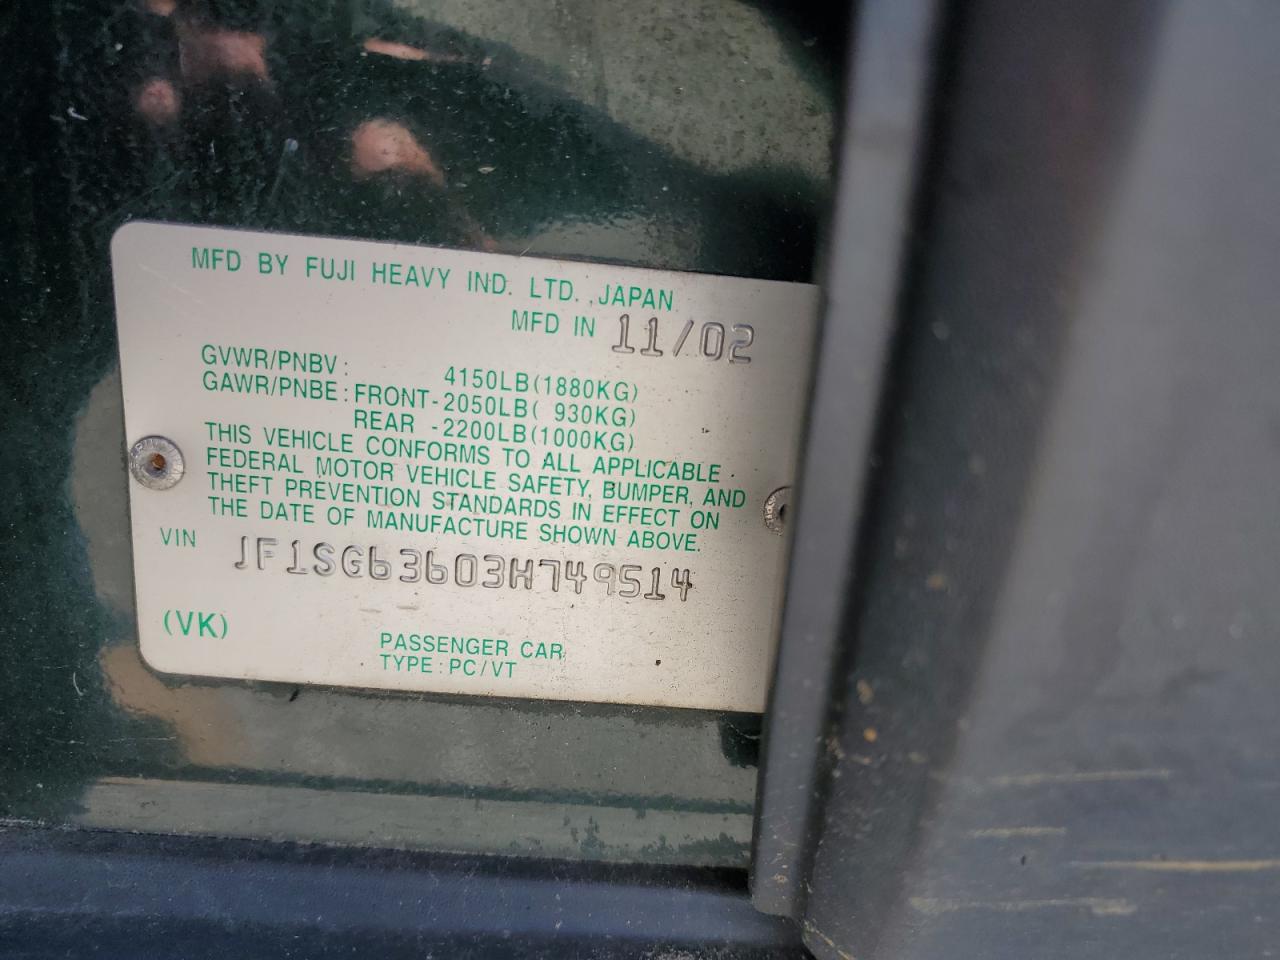 MFD BY FUJI HEAVY IND. LTD., JAPAN
MFD IN 11/02
GVWR/PNBV: 4150LB(1880KG)
GAWR/PNBE: FRONT-2050LB( 930KG)
REAR -2200LB(1000KG)
THIS VEHICLE CONFORMS TO ALL APPLICABLE
FEDERAL MOTOR VEHICLE SAFETY, BUMPER, AND
THEFT PREVENTION STANDARDS IN EFFECT ON
THE DATE OF MANUFACTURE SHOWN ABOVE.
VIN JF1SG63603H749514
(VK)
PASSENGER CAR
TYPE: PC/VT